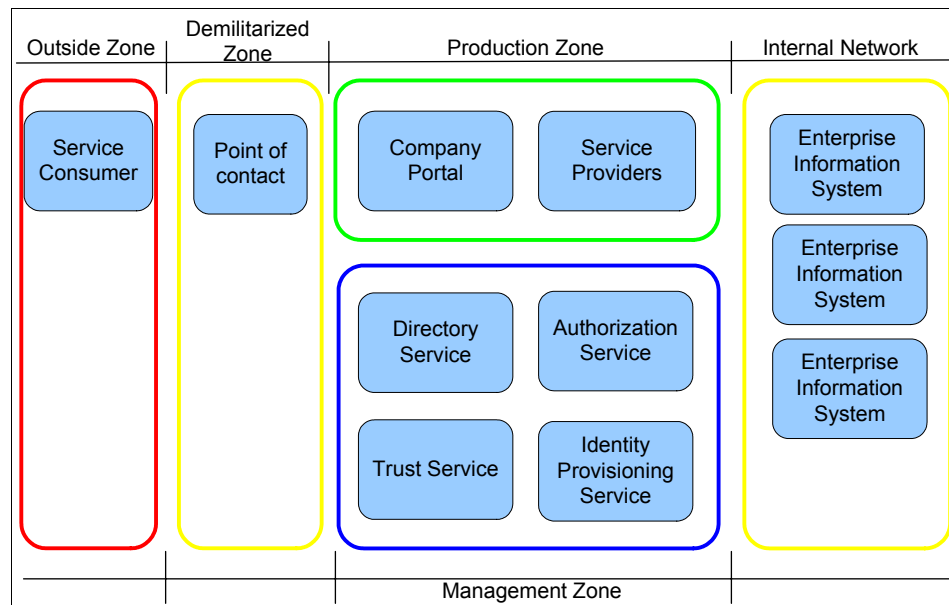 Outside Zone
Demilitarized
Zone
Production Zone
Internal Network
Service
Consumer
Point of
contact
Company
Portal
Service
Providers
Enterprise
Information
System
Enterprise
Information
System
Directory
Service
Authorization
Service
Enterprise
Information
System
Trust Service
Identity
Provisioning
Service
Management Zone